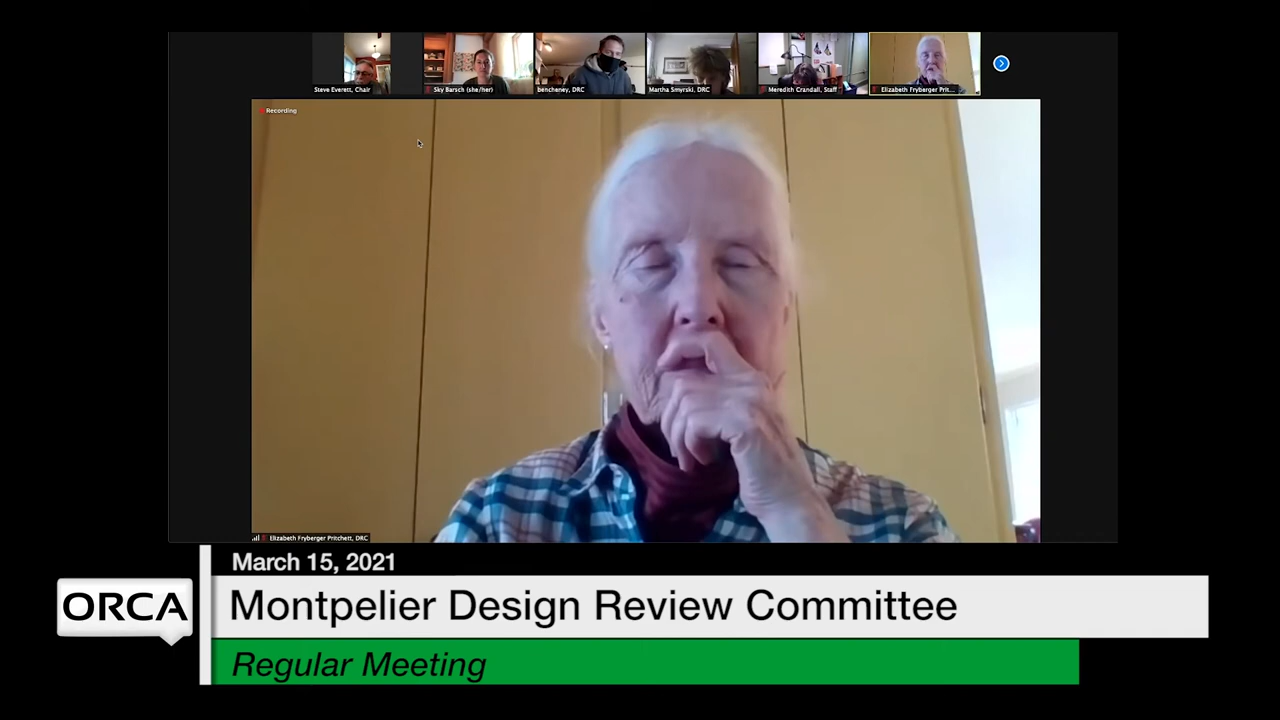 Steve Everett, Chair
Sky Barsch (she/her)
bencheney, DRC
Martha Smyrski, DRC
Meredith Crandall, Staff
Elizabeth Fryberger Prit...
Recording
Elizabeth Fryberger Pritchett, DRC
March 15, 2021
ORCA
Montpelier Design Review Committee
Regular Meeting